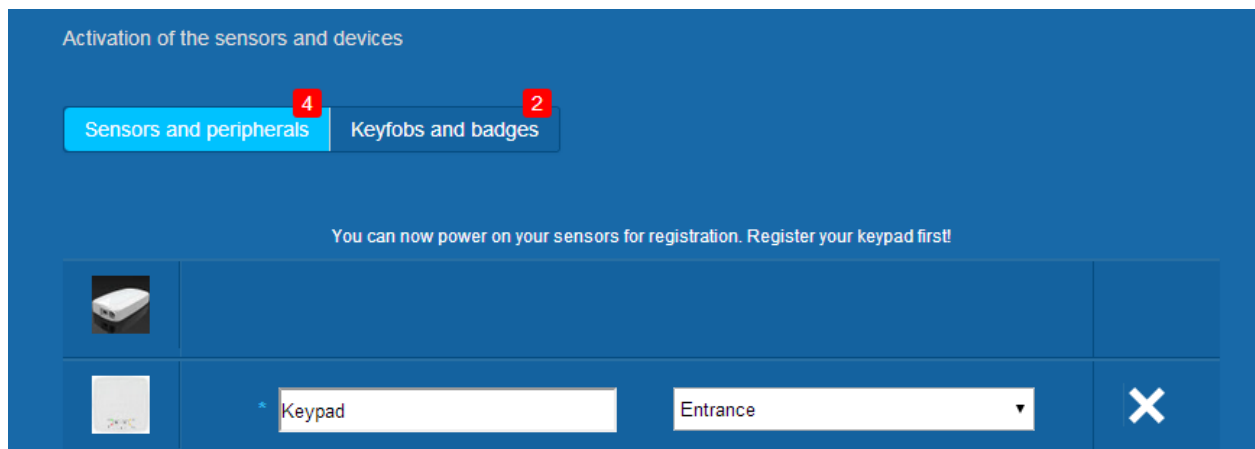 Activation of the sensors and devices
4 2
Sensors and peripherals Keyfobs and badges
You can now power on your sensors for registration. Register your keypad first!
* Keypad Entrance